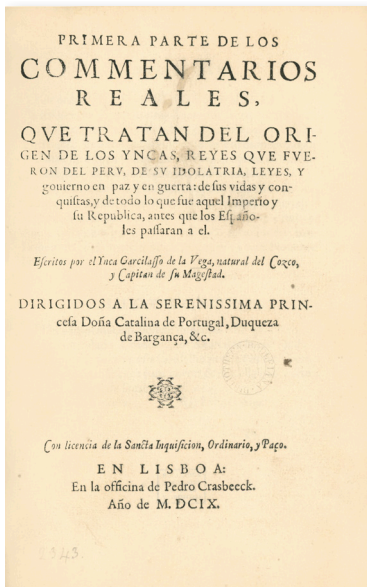 PRIMERA PARTE DE LOS
COMMENTARIOS
REALES,
QVE TRATAN DEL ORI-
GEN DE LOS YNCAS, REYES QVE FVE-
RON DEL PERV, DE SV IDOLATRIA, LEYES, Y
gouierno en paz y en guerra: de sus vidas y con-
quistas, y de todo lo que fue aquel Imperio y
su Republica, antes que los Españo-
les passaran a el.
Escritos por el Ynca Garcilasso de la Vega, natural del Cozco,
y Capitan de su Magestad.
DIRIGIDOS A LA SERENISSIMA PRIN-
cesa Doña Catalina de Portugal, Duqueza
de Bargança, &c.
Con licencia de la Sancta Inquisicion, Ordinario, y Paço.
EN LISBOA:
En la officina de Pedro Crasbeeck.
Año de M. DCIX.